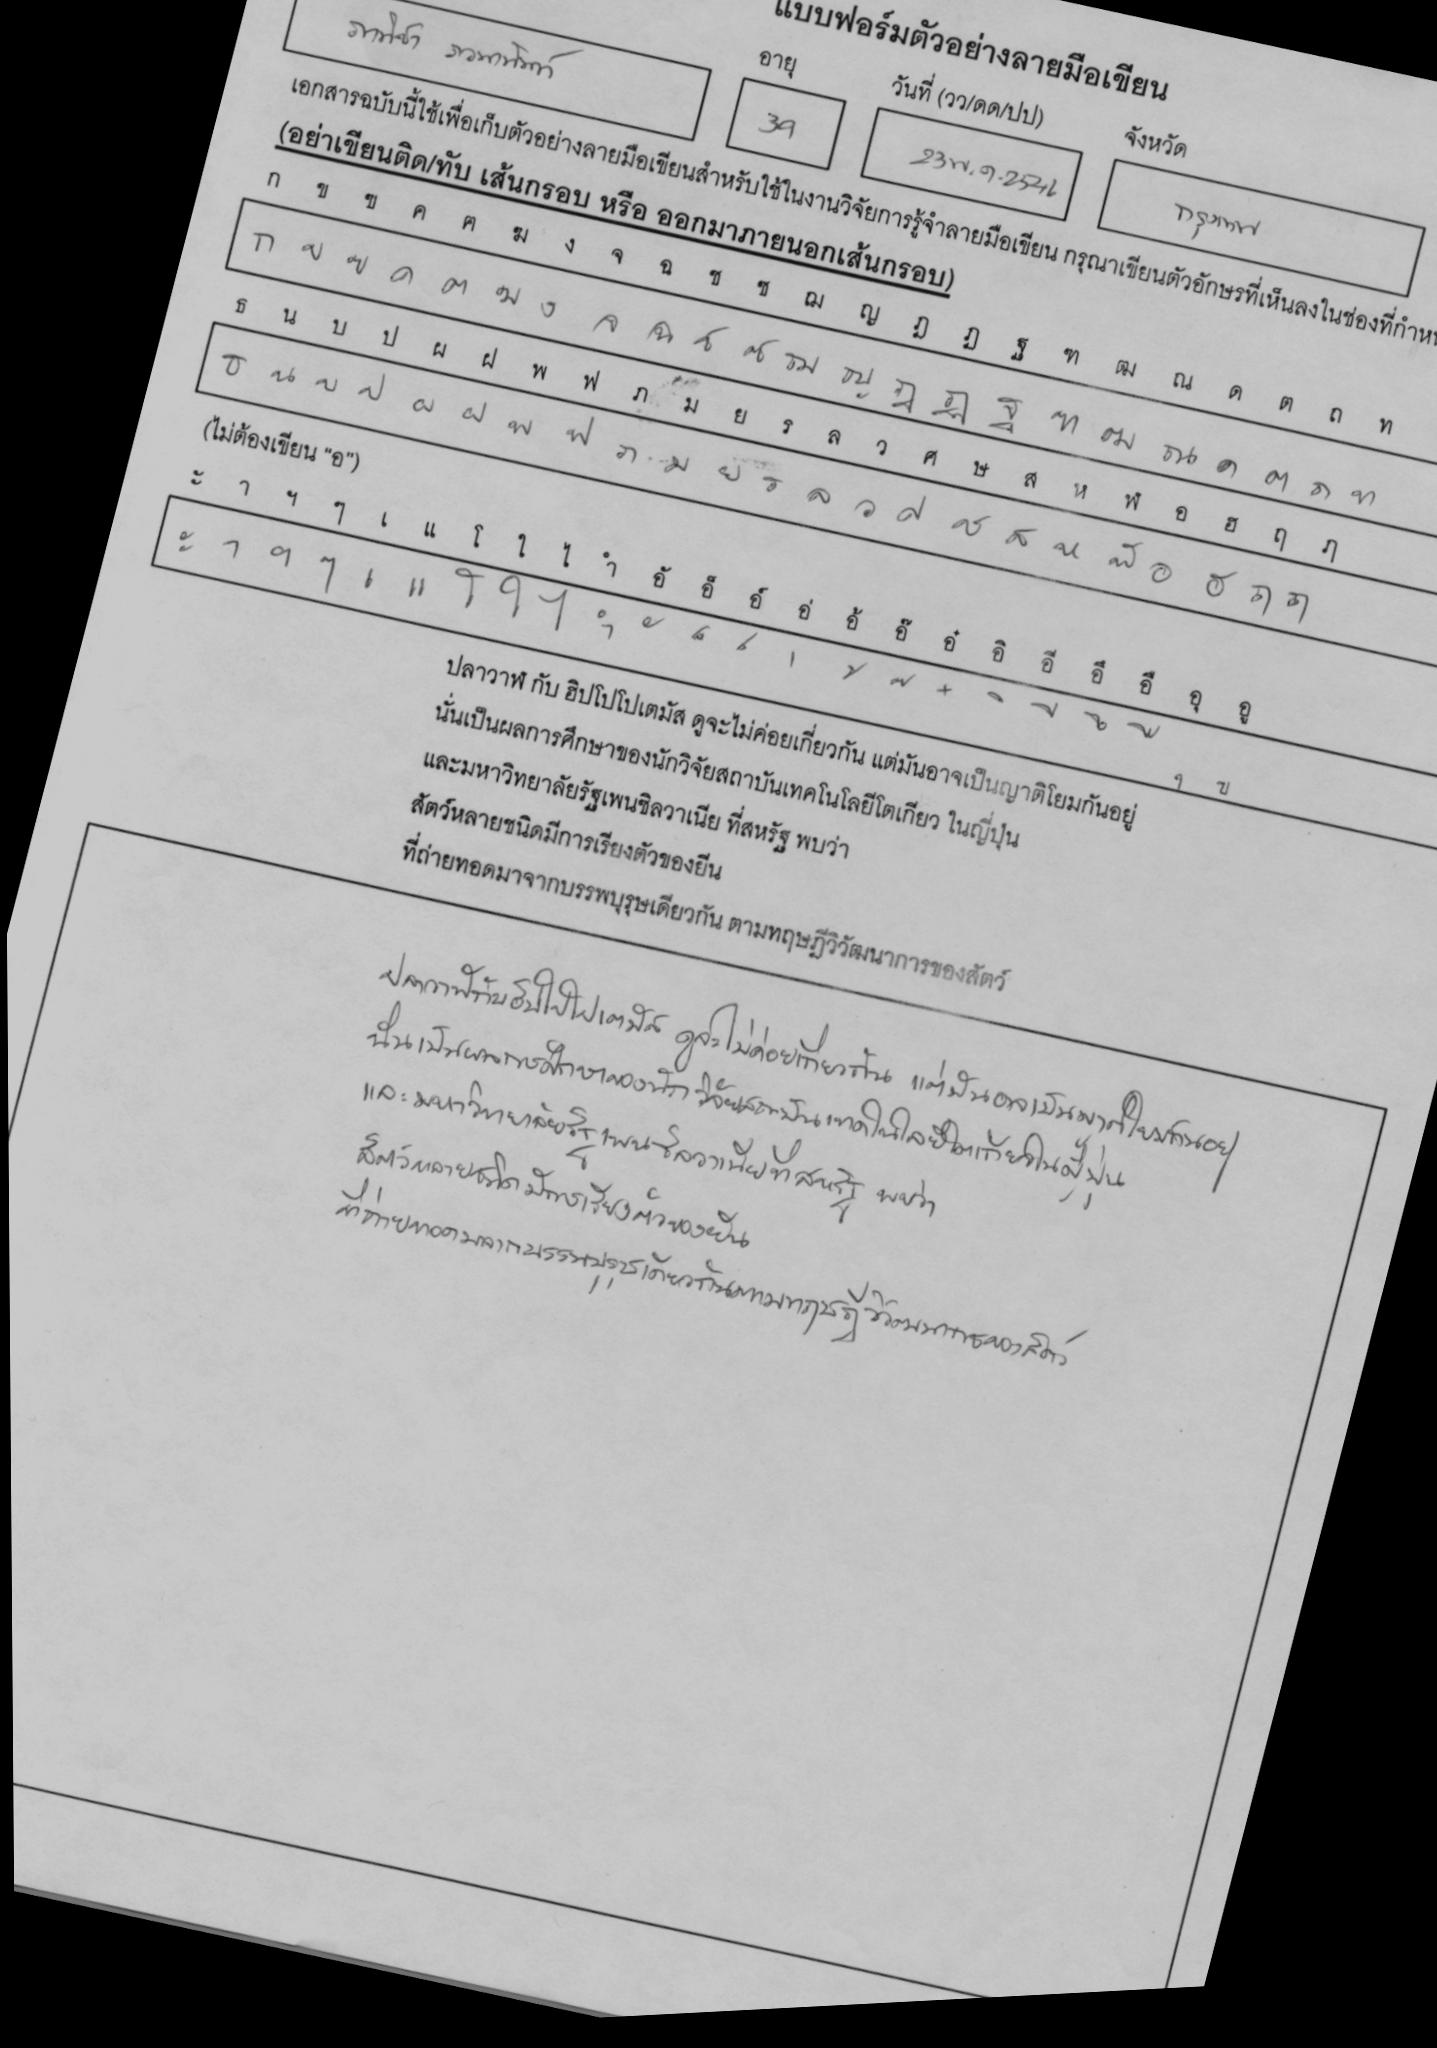 แบบฟอร์มตัวอย่างลายมือเขียน
อายุ
วันที่ (วว/ดด/ปป)
จังหวัด
39
23 พ.ค. 2546
กรุงเทพ
เอกสารฉบับนี้ใช้เพื่อเก็บตัวอย่างลายมือเขียนสำหรับใช้ในงานวิจัยการรู้จำลายมือเขียน กรุณาเขียนตัวอักษรที่เห็นลงในช่องที่กำหน
(อย่าเขียนติด/ทับ เส้นกรอบ หรือ ออกมาภายนอกเส้นกรอบ)
ก ข ฃ ค ฅ ฆ ง จ ฉ ช ซ ฌ ญ ฎ ฏ ฐ ฑ ฒ ณ ด ต ถ ท
ก ข ฃ ค ฅ ฆ ง จ ฉ ช ซ ฌ ญ ฎ ฏ ฐ ฑ ฒ ณ ด ต ถ ท
ธ น บ ป ผ ฝ พ ฟ ภ ม ย ร ล ว ศ ษ ส ห ฬ อ ฮ ฤ ฦ
ธ น บ ป ผ ฝ พ ฟ ภ ม ย ร ล ว ศ ษ ส ห ฬ อ ฮ ฤ ฦ
(ไม่ต้องเขียน "อ")
ะ า ฯ ๆ เ แ โ ใ ไ ำ อั อ็ อ์ อ่ อ้ อ๊ อ๋ อิ อี อึ อื อุ อู
ะ า ฯ ๆ เ แ โ ใ ไ ำ ั ็ ์ ่ ้ ๊ ๋ ิ ี ึ ื ุ ู
ปลาวาฬ กับ ฮิปโปโปเตมัส ดูจะไม่ค่อยเกี่ยวกัน แต่มันอาจเป็นญาติโยมกันอยู่
นั่นเป็นผลการศึกษาของนักวิจัยสถาบันเทคโนโลยีโตเกียว ในญี่ปุ่น
และมหาวิทยาลัยรัฐเพนซิลวาเนีย ที่สหรัฐ พบว่า
สัตว์หลายชนิดมีการเรียงตัวของยีน
ที่ถ่ายทอดมาจากบรรพบุรุษเดียวกัน ตามทฤษฎีวิวัฒนาการของสัตว์
ปลาวาฬกับฮิปโปโปเตมัส ดูจะไม่ค่อยเกี่ยวกัน แต่มันอาจเป็นญาติโยมกันอยู่
นั่นเป็นผลการศึกษาของนักวิจัยสถาบันเทคโนโลยีโตเกียวในญี่ปุ่น
และมหาวิทยาลัยรัฐเพนซิลวาเนียที่สหรัฐ พบว่า
สัตว์หลายชนิดมีการเรียงตัวของยีน
ที่ถ่ายทอดมาจากบรรพบุรุษเดียวกันตามทฤษฎีวิวัฒนาการของสัตว์